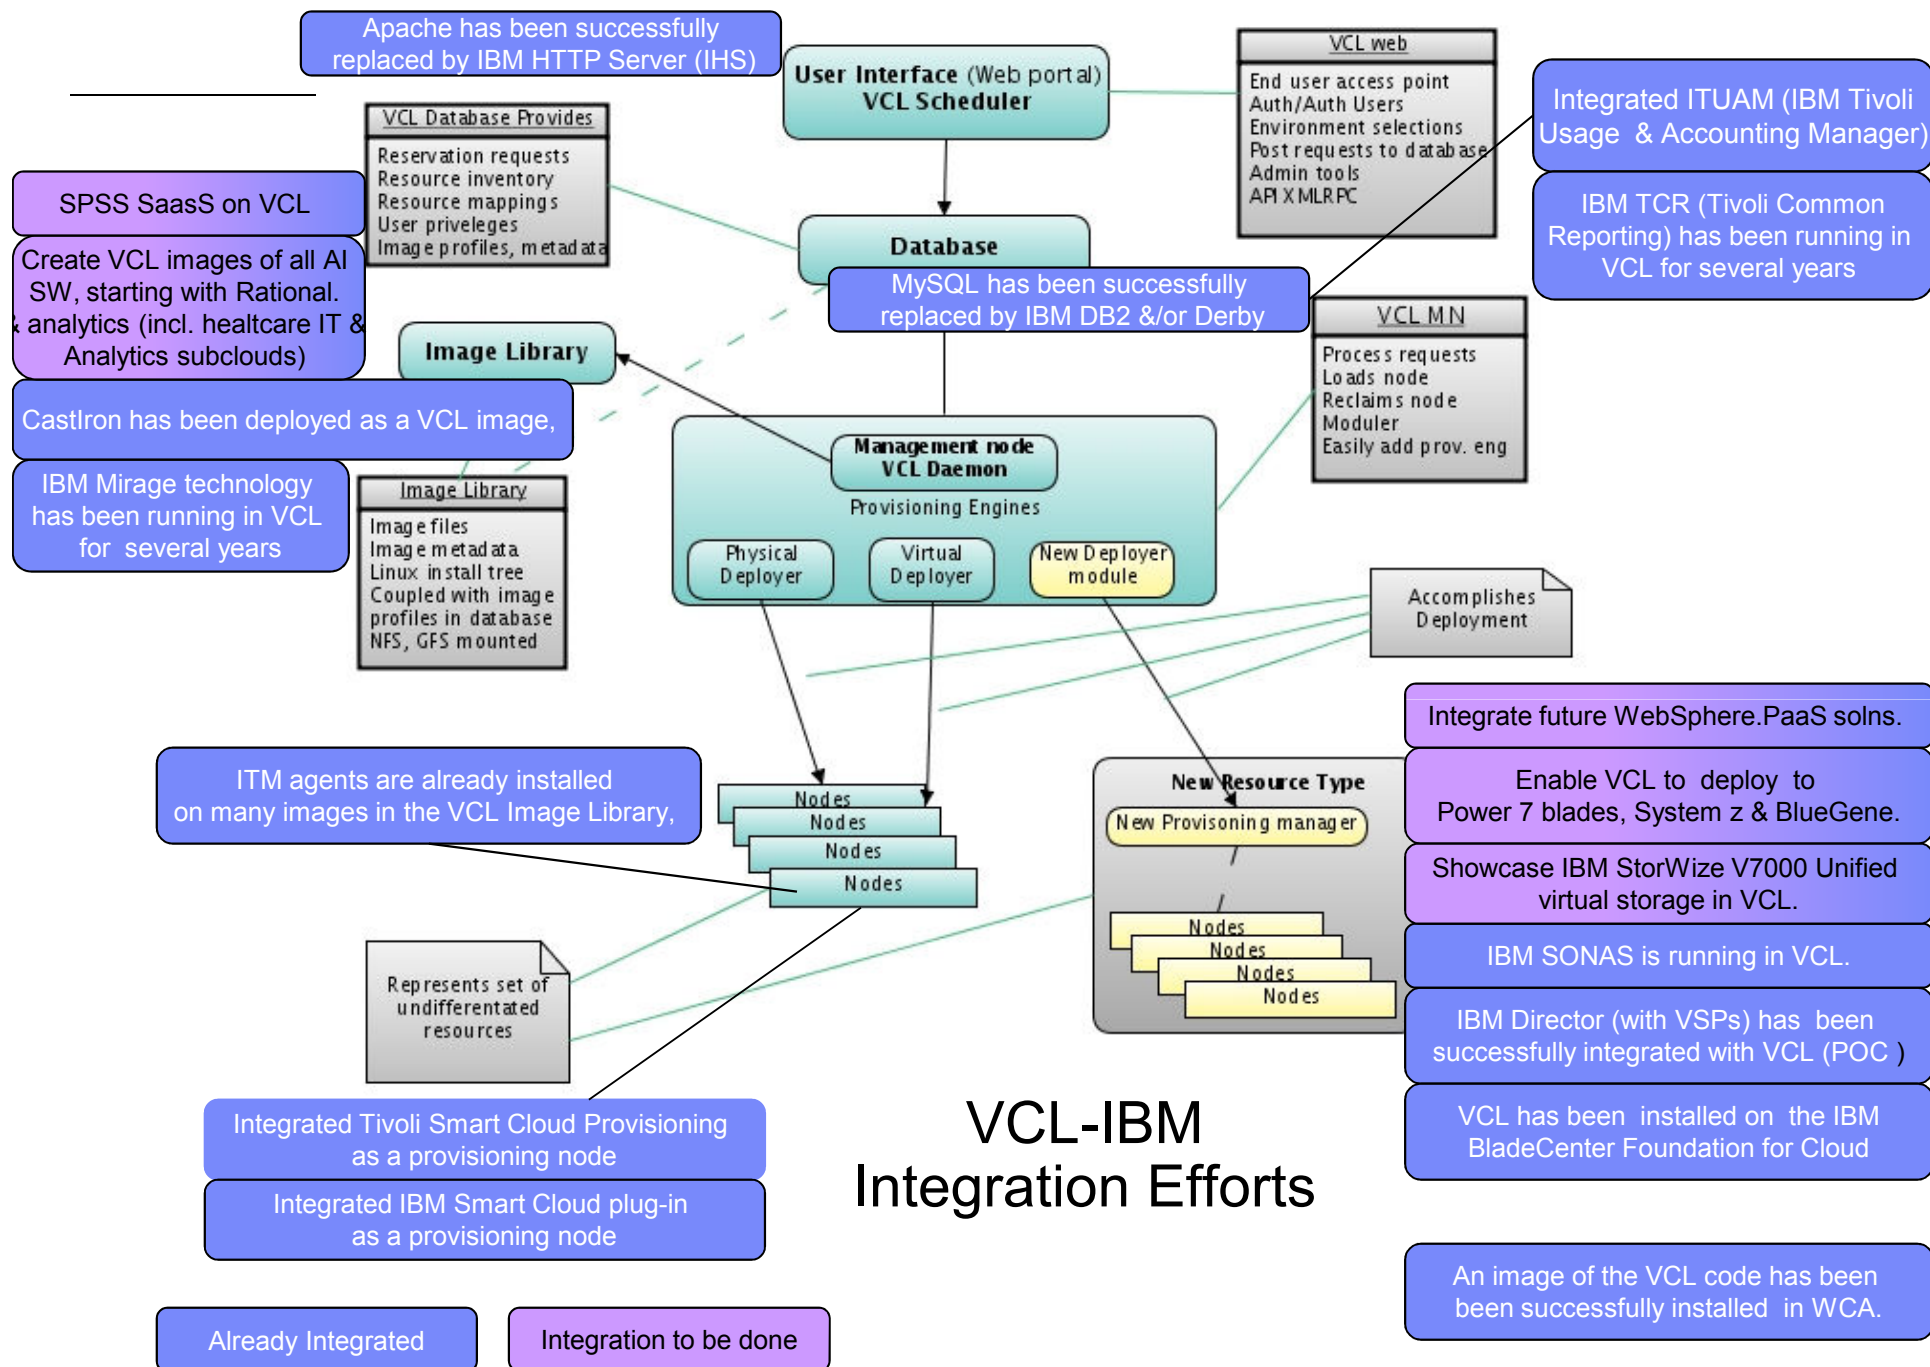 Apache has been successfully
replaced by IBM HTTP Server (IHS)
User Interface (Web portal)
VCL Scheduler
VCL web
End user access point
Auth/Auth Users
Environment selections
Post requests to database
Admin tools
API XMLRPC
Integrated ITUAM (IBM Tivoli
Usage & Accounting Manager)
IBM TCR (Tivoli Common
Reporting) has been running in
VCL for several years
VCL Database Provides
Reservation requests
Resource inventory
Resource mappings
User priveleges
Image profiles, metadata
SPSS SaasS on VCL
Create VCL images of all AI
SW, starting with Rational.
& analytics (incl. healtcare IT &
Analytics subclouds)
CastIron has been deployed as a VCL image,
IBM Mirage technology
has been running in VCL
for several years
Database
MySQL has been successfully
replaced by IBM DB2 &/or Derby
VCL MN
Process requests
Loads node
Reclaims node
Moduler
Easily add prov. eng
Image Library
Management node
VCL Daemon
Provisioning Engines
Physical
Deployer
Virtual
Deployer
New Deployer
module
Image Library
Image files
Image metadata
Linux install tree
Coupled with image
profiles in database
NFS, GFS mounted
Accomplishes
Deployment
ITM agents are already installed
on many images in the VCL Image Library,
Nodes
Nodes
Nodes
Nodes
New Resource Type
New Provisoning manager
Nodes
Nodes
Nodes
Nodes
Integrate future WebSphere.PaaS solns.
Enable VCL to deploy to
Power 7 blades, System z & BlueGene.
Showcase IBM StorWize V7000 Unified
virtual storage in VCL.
IBM SONAS is running in VCL.
IBM Director (with VSPs) has been
successfully integrated with VCL (POC )
VCL has been installed on the IBM
BladeCenter Foundation for Cloud
An image of the VCL code has been
been successfully installed in WCA.
Represents set of
undifferentated
resources
Integrated Tivoli Smart Cloud Provisioning
as a provisioning node
Integrated IBM Smart Cloud plug-in
as a provisioning node
VCL-IBM
Integration Efforts
Already Integrated
Integration to be done